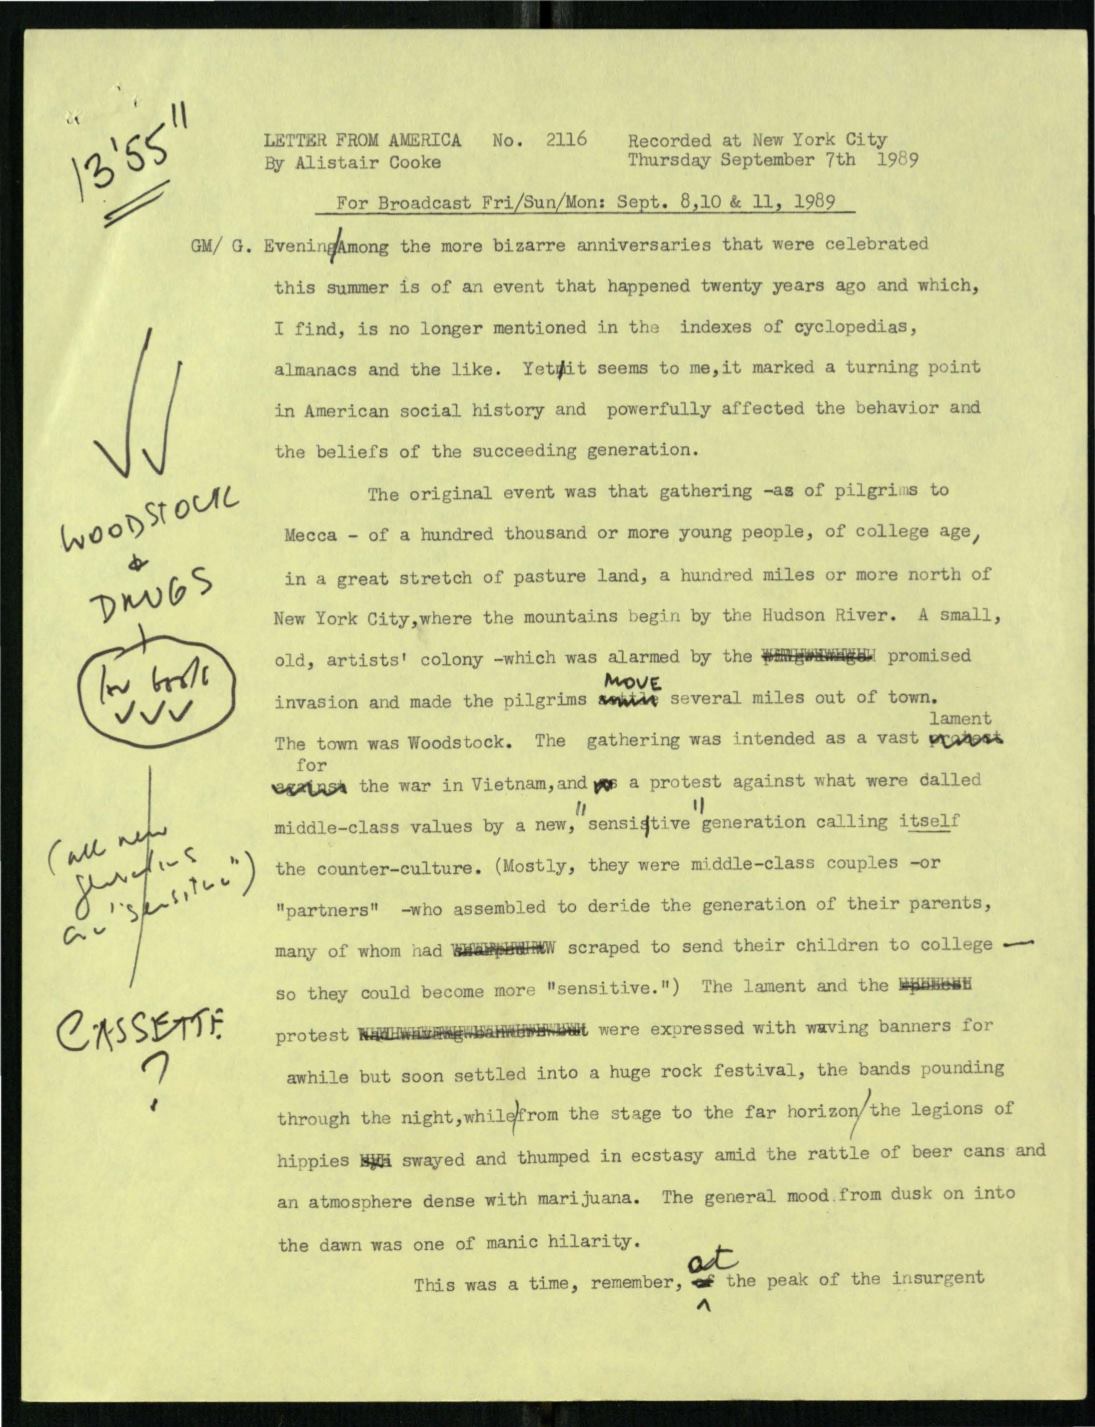 13'55"
LETTER FROM AMERICA No. 2116 Recorded at New York City
By Alistair Cooke Thursday September 7th 1989
For Broadcast Fri/Sun/Mon: Sept. 8,10 & 11, 1989
GM/ G. Evening/Among the more bizarre anniversaries that were celebrated
this summer is of an event that happened twenty years ago and which,
I find, is no longer mentioned in the indexes of cyclopedias,
almanacs and the like. Yet it seems to me,it marked a turning point
in American social history and powerfully affected the behavior and
the beliefs of the succeeding generation.
The original event was that gathering -as of pilgrims to
Mecca - of a hundred thousand or more young people, of college age,
in a great stretch of pasture land, a hundred miles or more north of
New York City,where the mountains begin by the Hudson River. A small,
old, artists' colony -which was alarmed by the promised
MOVE
invasion and made the pilgrims several miles out of town.
lament
The town was Woodstock. The gathering was intended as a vast protest
for
against the war in Vietnam,and as a protest against what were called
middle-class values by a new, "sensitive" generation calling itself
the counter-culture. (Mostly, they were middle-class couples -or
"partners" -who assembled to deride the generation of their parents,
many of whom had scraped to send their children to college —
so they could become more "sensitive.") The lament and the
protest were expressed with waving banners for
awhile but soon settled into a huge rock festival, the bands pounding
through the night,while/from the stage to the far horizon/the legions of
hippies swayed and thumped in ecstasy amid the rattle of beer cans and
an atmosphere dense with marijuana. The general mood from dusk on into
the dawn was one of manic hilarity.
at
This was a time, remember, of the peak of the insurgent
WOODSTOCK
&
DRUGS
for book
(all new
generations
are "sensitive")
CASSETTE
?